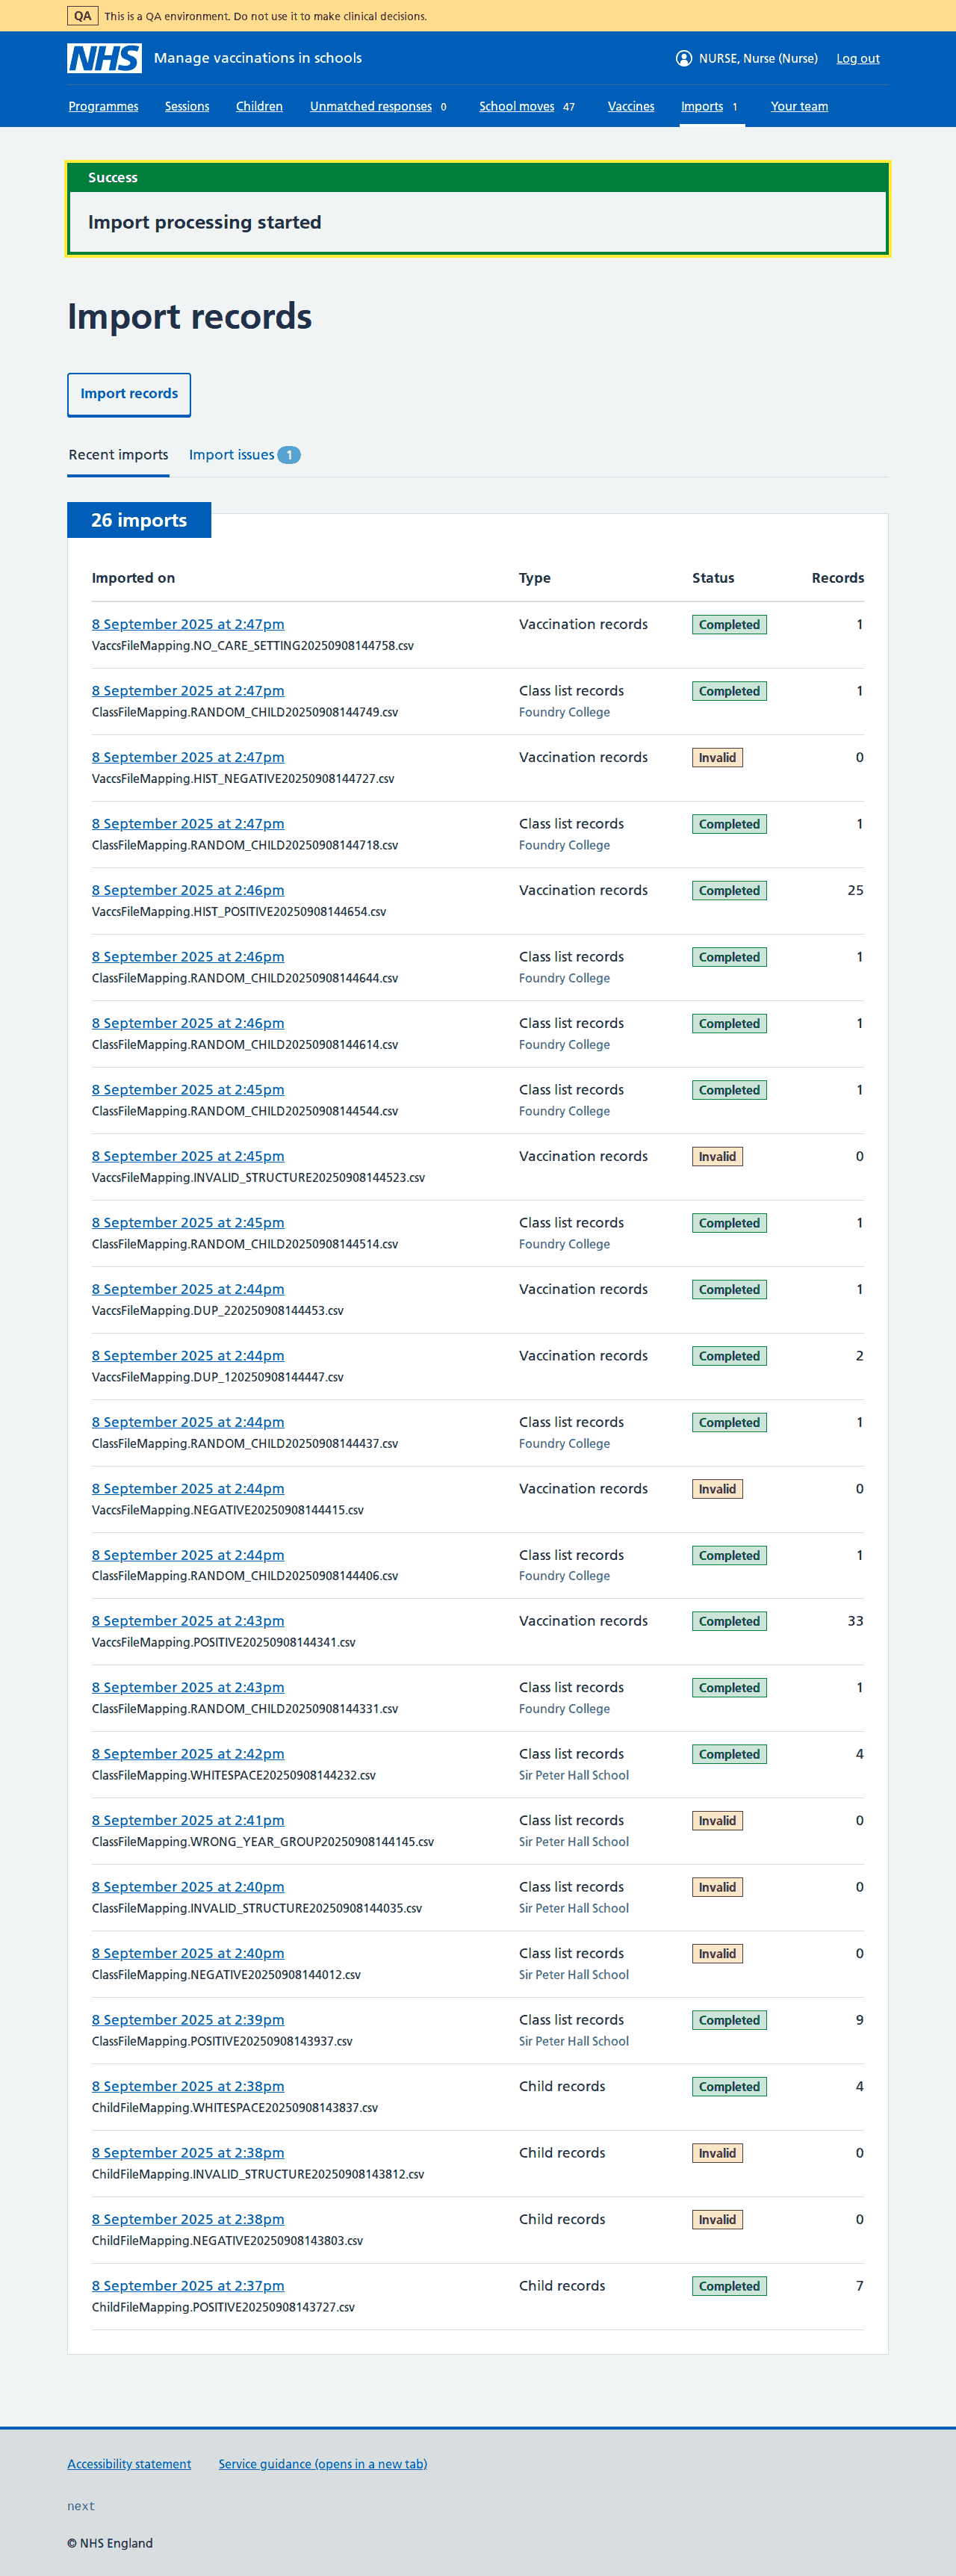 QA This is a QA environment. Do not use it to make clinical decisions.
NHS Manage vaccinations in schools NURSE, Nurse (Nurse) Log out
Programmes Sessions Children Unmatched responses 0 School moves 47 Vaccines Imports 1 Your team
Success
Import processing started
Import records
Import records
Recent imports Import issues 1
26 imports
Imported on Type Status Records
8 September 2025 at 2:47pm Vaccination records Completed 1
VaccsFileMapping.NO_CARE_SETTING20250908144758.csv
8 September 2025 at 2:47pm Class list records Completed 1
ClassFileMapping.RANDOM_CHILD20250908144749.csv Foundry College
8 September 2025 at 2:47pm Vaccination records Invalid 0
VaccsFileMapping.HIST_NEGATIVE20250908144727.csv
8 September 2025 at 2:47pm Class list records Completed 1
ClassFileMapping.RANDOM_CHILD20250908144718.csv Foundry College
8 September 2025 at 2:46pm Vaccination records Completed 25
VaccsFileMapping.HIST_POSITIVE20250908144654.csv
8 September 2025 at 2:46pm Class list records Completed 1
ClassFileMapping.RANDOM_CHILD20250908144644.csv Foundry College
8 September 2025 at 2:46pm Class list records Completed 1
ClassFileMapping.RANDOM_CHILD20250908144614.csv Foundry College
8 September 2025 at 2:45pm Class list records Completed 1
ClassFileMapping.RANDOM_CHILD20250908144544.csv Foundry College
8 September 2025 at 2:45pm Vaccination records Invalid 0
VaccsFileMapping.INVALID_STRUCTURE20250908144523.csv
8 September 2025 at 2:45pm Class list records Completed 1
ClassFileMapping.RANDOM_CHILD20250908144514.csv Foundry College
8 September 2025 at 2:44pm Vaccination records Completed 1
VaccsFileMapping.DUP_220250908144453.csv
8 September 2025 at 2:44pm Vaccination records Completed 2
VaccsFileMapping.DUP_120250908144447.csv
8 September 2025 at 2:44pm Class list records Completed 1
ClassFileMapping.RANDOM_CHILD20250908144437.csv Foundry College
8 September 2025 at 2:44pm Vaccination records Invalid 0
VaccsFileMapping.NEGATIVE20250908144415.csv
8 September 2025 at 2:44pm Class list records Completed 1
ClassFileMapping.RANDOM_CHILD20250908144406.csv Foundry College
8 September 2025 at 2:43pm Vaccination records Completed 33
VaccsFileMapping.POSITIVE20250908144341.csv
8 September 2025 at 2:43pm Class list records Completed 1
ClassFileMapping.RANDOM_CHILD20250908144331.csv Foundry College
8 September 2025 at 2:42pm Class list records Completed 4
ClassFileMapping.WHITESPACE20250908144232.csv Sir Peter Hall School
8 September 2025 at 2:41pm Class list records Invalid 0
ClassFileMapping.WRONG_YEAR_GROUP20250908144145.csv Sir Peter Hall School
8 September 2025 at 2:40pm Class list records Invalid 0
ClassFileMapping.INVALID_STRUCTURE20250908144035.csv Sir Peter Hall School
8 September 2025 at 2:40pm Class list records Invalid 0
ClassFileMapping.NEGATIVE20250908144012.csv Sir Peter Hall School
8 September 2025 at 2:39pm Class list records Completed 9
ClassFileMapping.POSITIVE20250908143937.csv Sir Peter Hall School
8 September 2025 at 2:38pm Child records Completed 4
ChildFileMapping.WHITESPACE20250908143837.csv
8 September 2025 at 2:38pm Child records Invalid 0
ChildFileMapping.INVALID_STRUCTURE20250908143812.csv
8 September 2025 at 2:38pm Child records Invalid 0
ChildFileMapping.NEGATIVE20250908143803.csv
8 September 2025 at 2:37pm Child records Completed 7
ChildFileMapping.POSITIVE20250908143727.csv
Accessibility statement Service guidance (opens in a new tab)
next
© NHS England